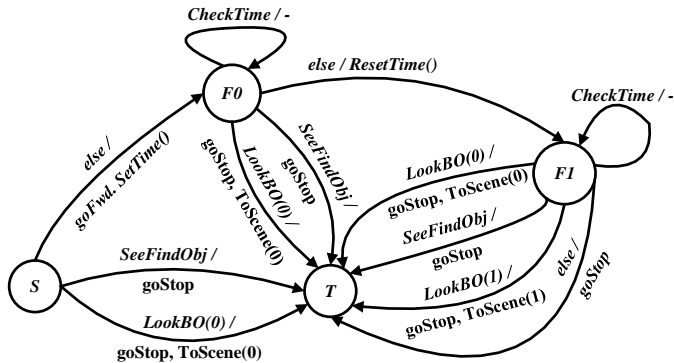 CheckTime / -
F0
else / ResetTime()
CheckTime / -
else /
goFwd. SetTime()
LookBO(0) /
goStop, ToScene(0)
SeeFindObj /
goStop
F1
LookBO(0) /
goStop, ToScene(0)
SeeFindObj /
goStop
LookBO(1) /
goStop, ToScene(1)
else /
goStop
S
SeeFindObj /
goStop
T
LookBO(0) /
goStop, ToScene(0)